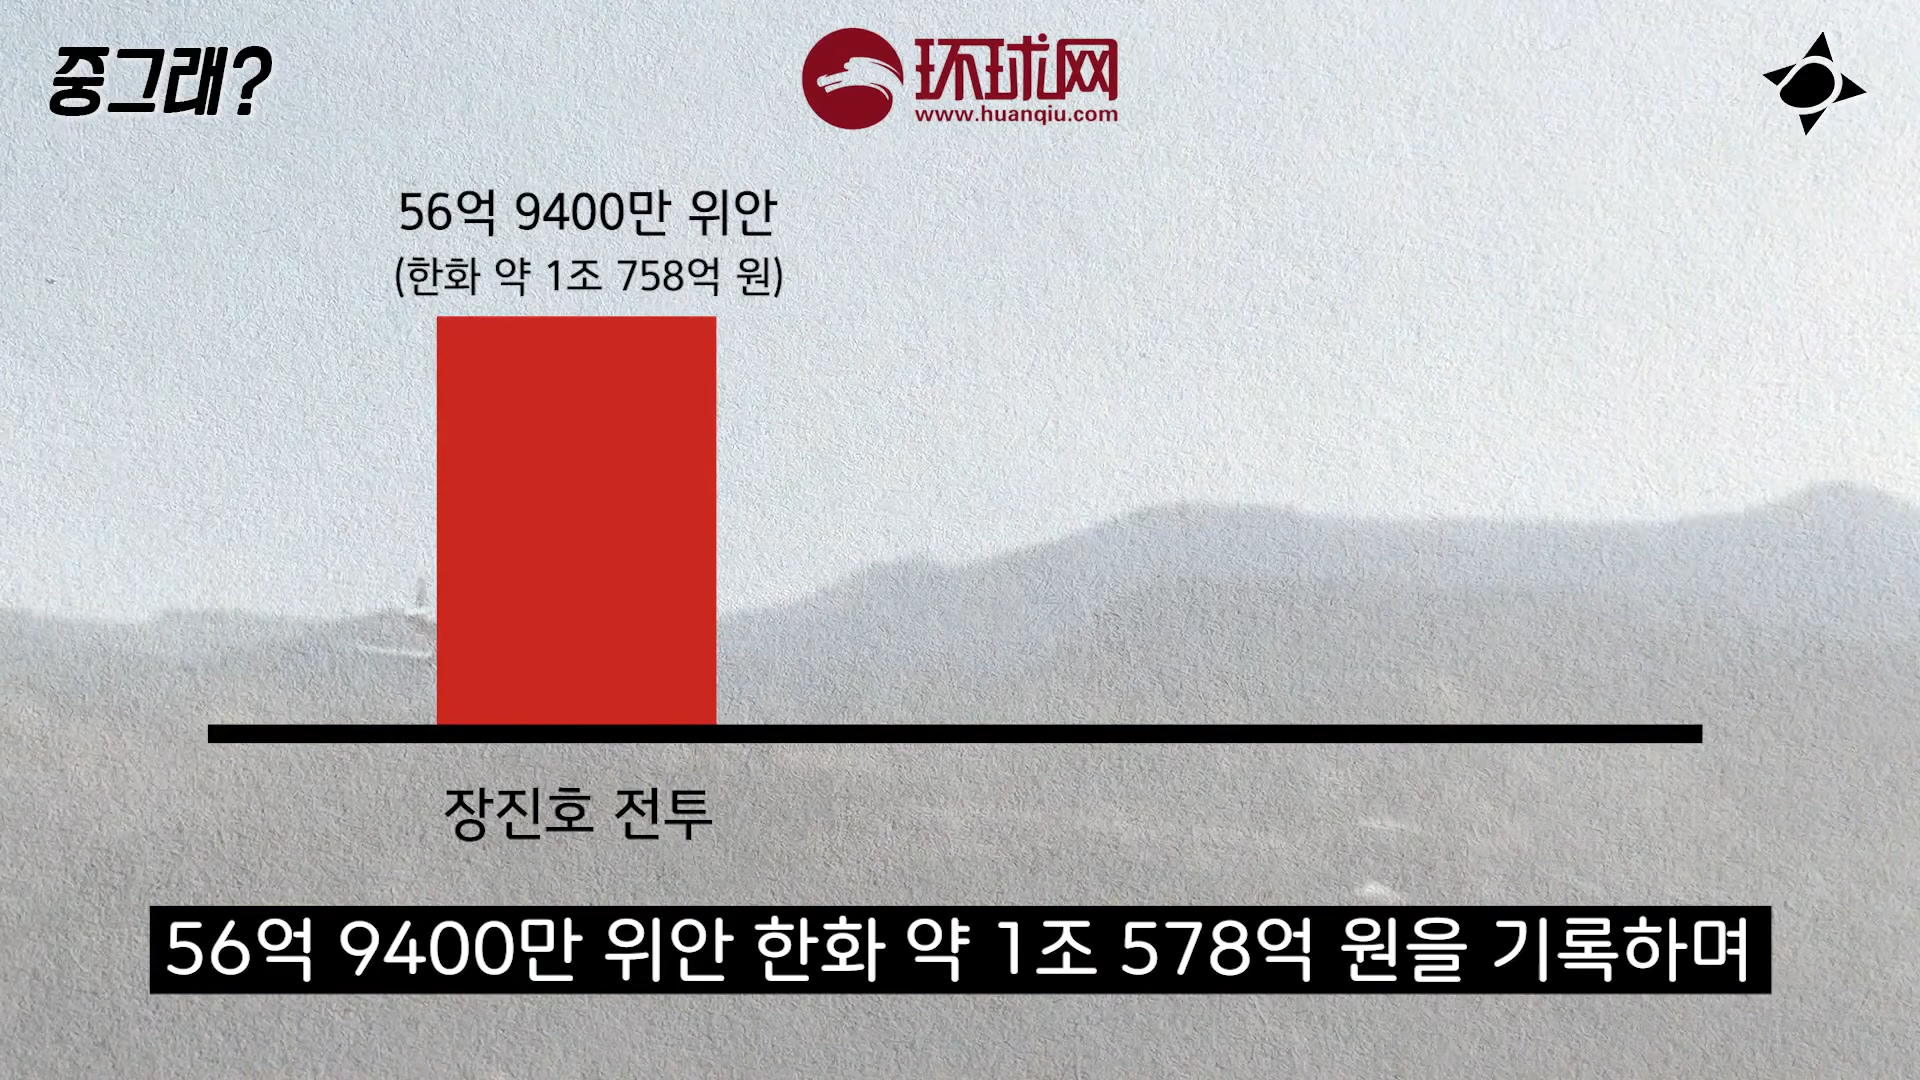 중그래?
环球网
www.huanqiu.com
56억 9400만 위안
(한화 약 1조 758억 원)
장진호 전투
56억 9400만 위안 한화 약 1조 578억 원을 기록하며